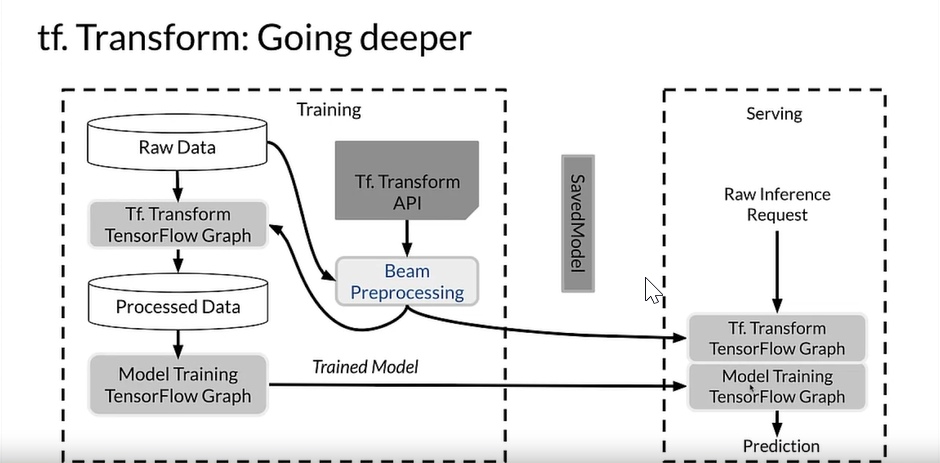 tf. Transform: Going deeper
Training
Raw Data
Tf. Transform
TensorFlow Graph
Processed Data
Model Training
TensorFlow Graph
Tf. Transform
API
Beam
Preprocessing
Trained Model
SavedModel
Serving
Raw Inference
Request
Tf. Transform
TensorFlow Graph
Model Training
TensorFlow Graph
Prediction